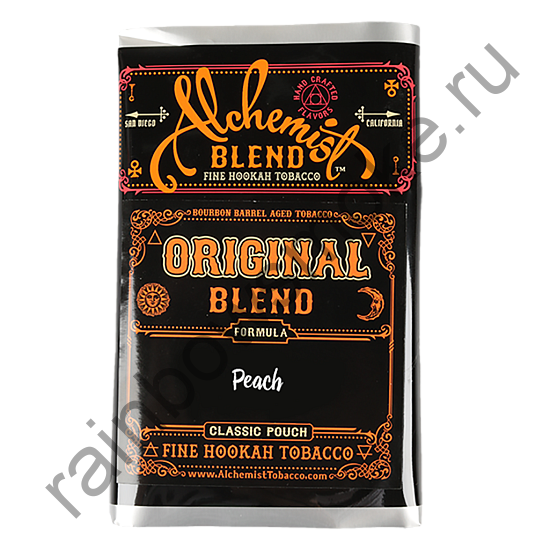 Alchemist
HAND CRAFTED
FLAVORS
SAN DIEGO
CALIFORNIA
BLEND™
FINE HOOKAH TOBACCO
BOURBON BARREL AGED TOBACCO
ORIGINAL
BLEND
FORMULA
Peach
CLASSIC POUCH
FINE HOOKAH TOBACCO
www.AlchemistTobacco.com
rainbowsmoke.ru